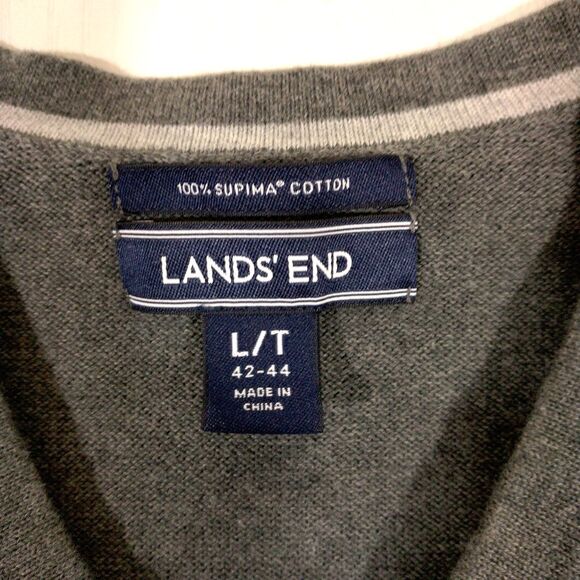 100% SUPIMA® COTTON
LANDS' END
L/T
42-44
MADE IN
CHINA